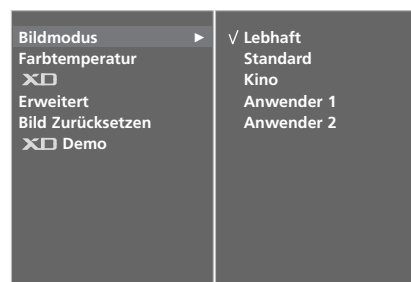 Bildmodus ►
Farbtemperatur
XD
Erweitert
Bild Zurücksetzen
XD Demo
√ Lebhaft
Standard
Kino
Anwender 1
Anwender 2